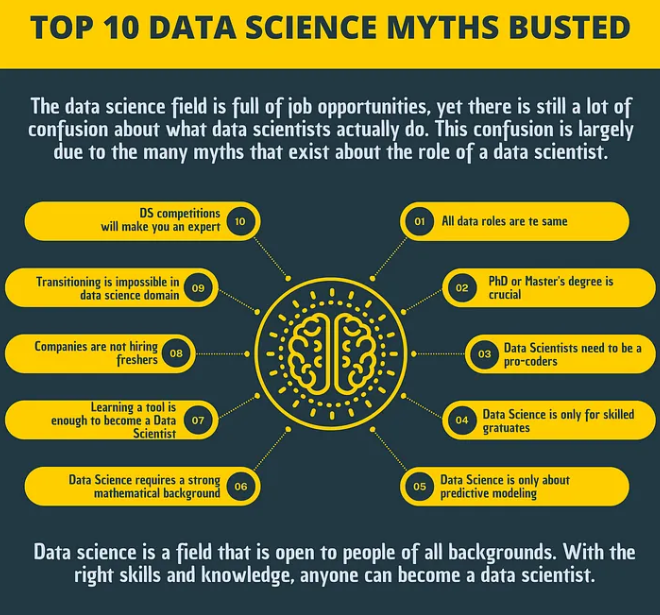 TOP 10 DATA SCIENCE MYTHS BUSTED
The data science field is full of job opportunities, yet there is still a lot of
confusion about what data scientists actually do. This confusion is largely
due to the many myths that exist about the role of a data scientist.
01
All data roles are te same
02
PhD or Master's degree is
crucial
03
Data Scientists need to be a
pro-coders
04
Data Science is only for skilled
gratuates
05
Data Science is only about
predictive modeling
06
Data Science requires a strong
mathematical background
07
Learning a tool is
enough to become a Data
Scientist
08
Companies are not hiring
freshers
09
Transitioning is impossible in
data science domain
10
DS competitions
will make you an expert
Data science is a field that is open to people of all backgrounds. With the
right skills and knowledge, anyone can become a data scientist.